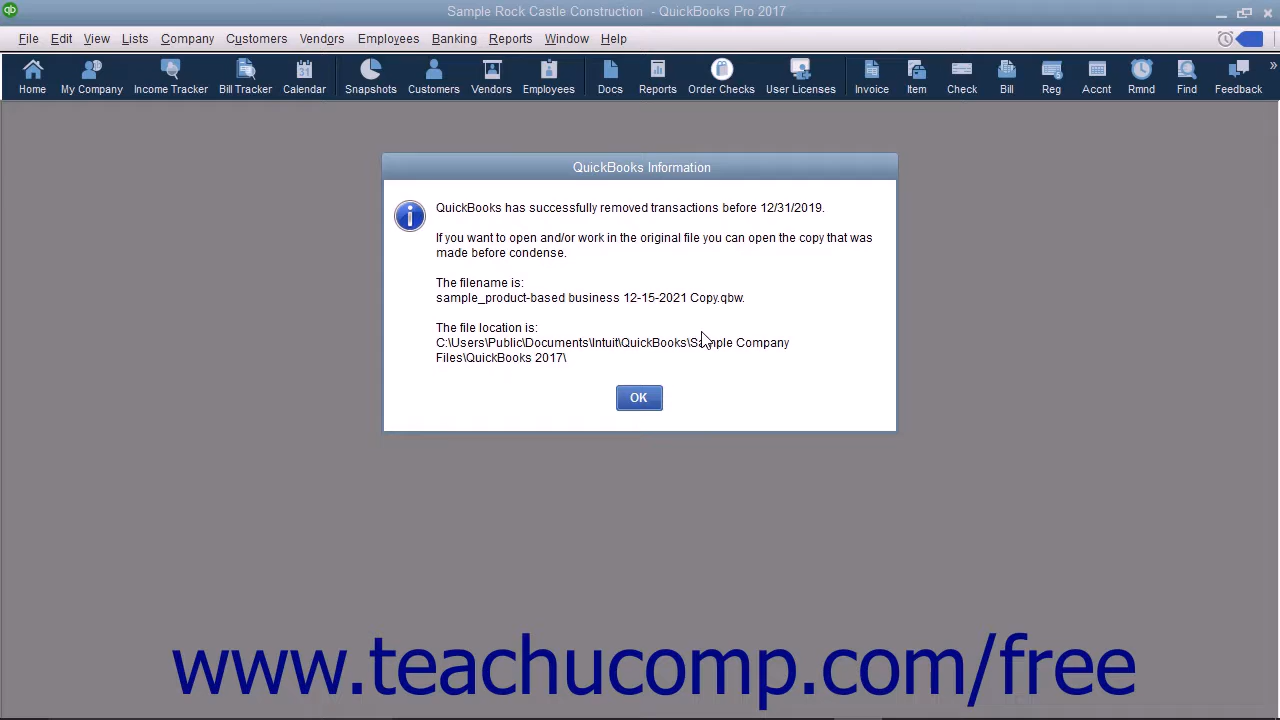 qb
Sample Rock Castle Construction - QuickBooks Pro 2017
File Edit View Lists Company Customers Vendors Employees Banking Reports Window Help
31
Home My Company Income Tracker Bill Tracker Calendar Snapshots Customers Vendors Employees Docs Reports Order Checks User Licenses Invoice Item Check Bill Reg Accnt Rmnd Find Feedback
QuickBooks Information
QuickBooks has successfully removed transactions before 12/31/2019.
If you want to open and/or work in the original file you can open the copy that was
made before condense.
The filename is:
sample_product-based business 12-15-2021 Copy.qbw.
The file location is:
C:\Users\Public\Documents\Intuit\QuickBooks\Sample Company
Files\QuickBooks 2017\
OK
www.teachucomp.com/free